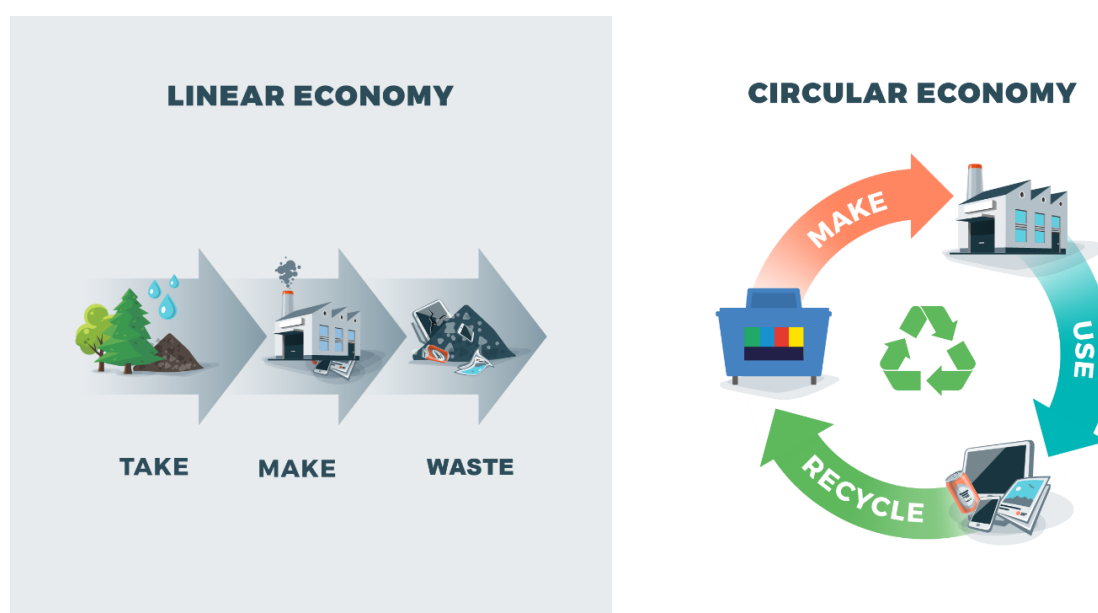 LINEAR ECONOMY
TAKE
MAKE
WASTE
CIRCULAR ECONOMY
MAKE
USE
RECYCLE